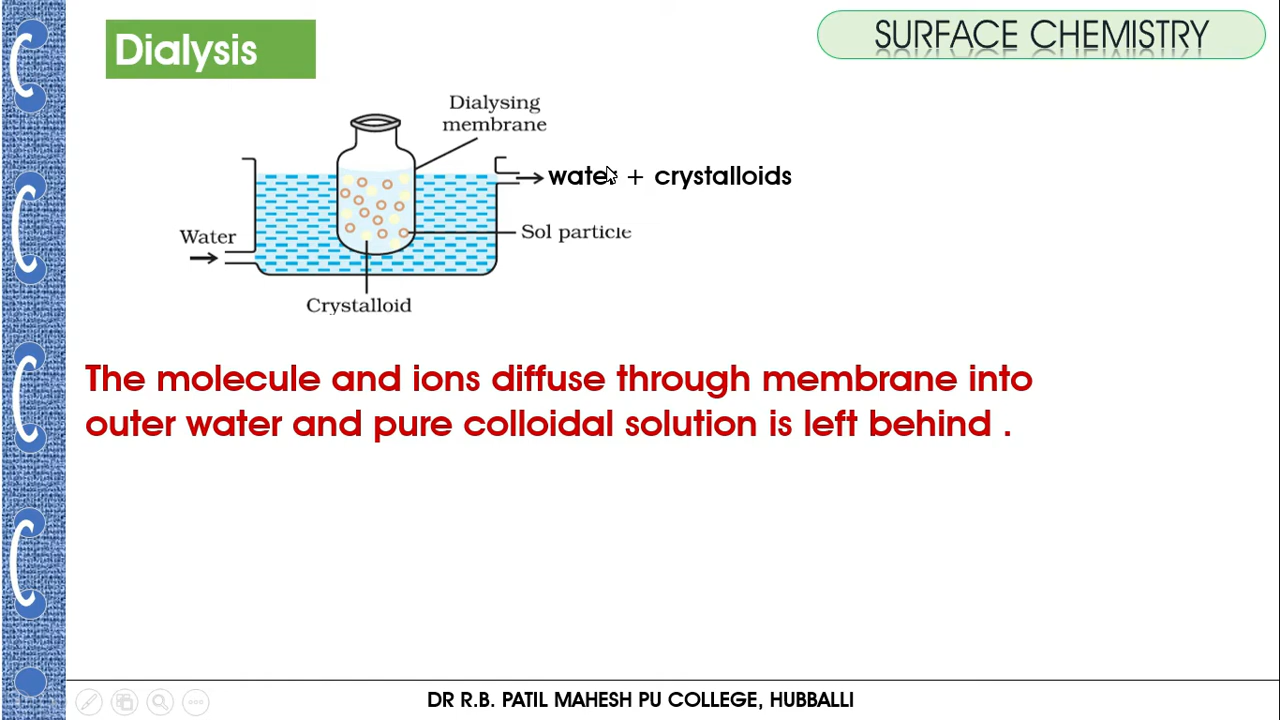 Dialysis
SURFACE CHEMISTRY
Dialysing
membrane
water + crystalloids
Sol particle
Water
Crystalloid
The molecule and ions diffuse through membrane into
outer water and pure colloidal solution is left behind .
DR R.B. PATIL MAHESH PU COLLEGE, HUBBALLI